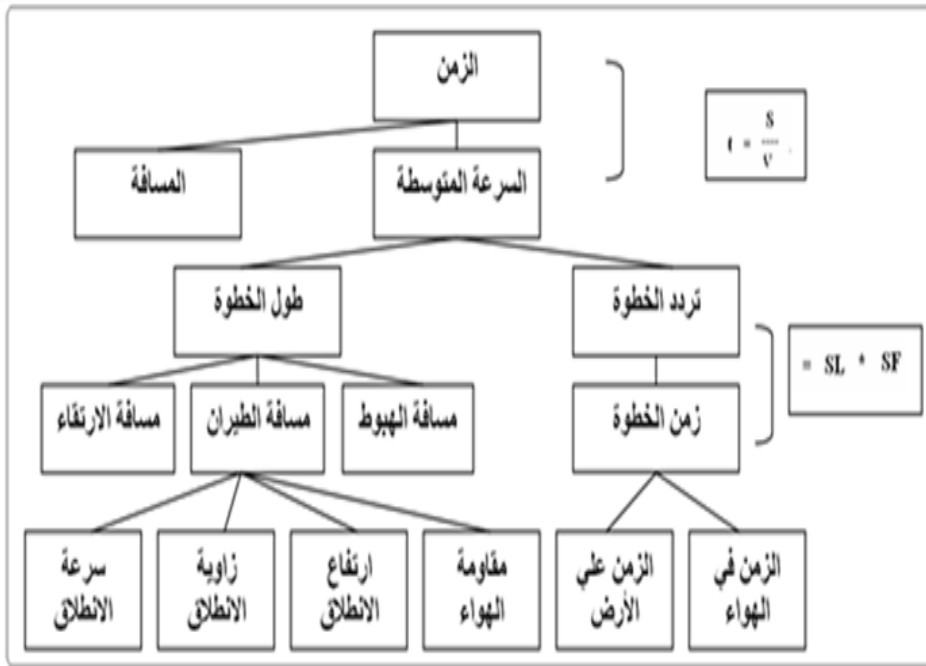 الزمن
t = S / V
السرعة المتوسطة
المسافة
تردد الخطوة
طول الخطوة
= SL * SF
زمن الخطوة
مسافة الهبوط
مسافة الطيران
مسافة الارتقاء
الزمن في
الهواء
الزمن علي
الأرض
مقاومة
الهواء
ارتفاع
الانطلاق
زاوية
الانطلاق
سرعة
الانطلاق